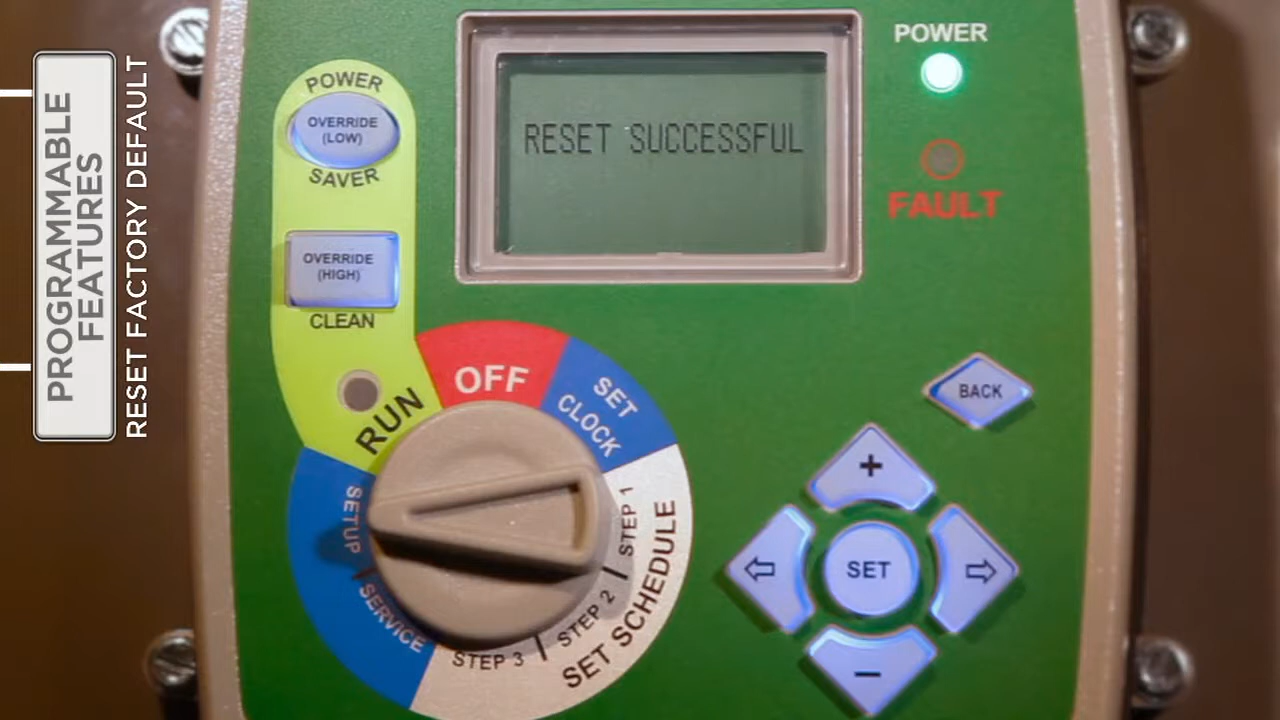 PROGRAMMABLE
FEATURES
RESET FACTORY DEFAULT
POWER
OVERRIDE
(LOW)
SAVER
OVERRIDE
(HIGH)
CLEAN
RESET SUCCESSFUL
POWER
FAULT
RUN
OFF
SET
CLOCK
SET SCHEDULE
STEP 1
STEP 2
STEP 3
SERVICE
SETUP
BACK
+
SET
−